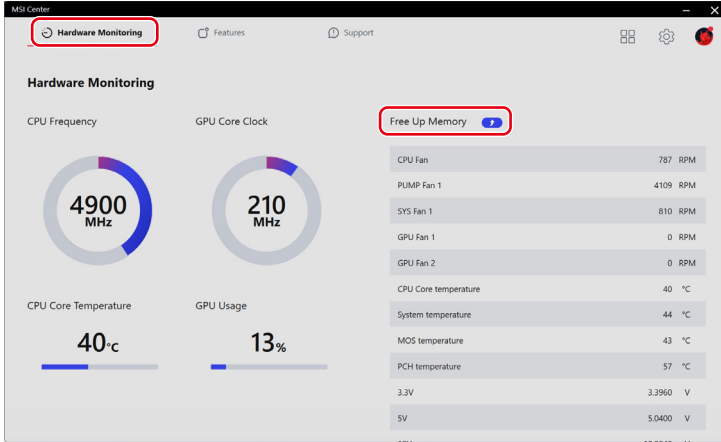 MSI Center
Hardware Monitoring
Features
Support
Hardware Monitoring
CPU Frequency
GPU Core Clock
Free Up Memory
4900
MHz
210
MHz
CPU Fan 787 RPM
PUMP Fan 1 4109 RPM
SYS Fan 1 810 RPM
GPU Fan 1 0 RPM
GPU Fan 2 0 RPM
CPU Core temperature 40 °C
System temperature 44 °C
MOS temperature 43 °C
PCH temperature 57 °C
3.3V 3.3960 V
5V 5.0400 V
CPU Core Temperature
GPU Usage
40°C
13%